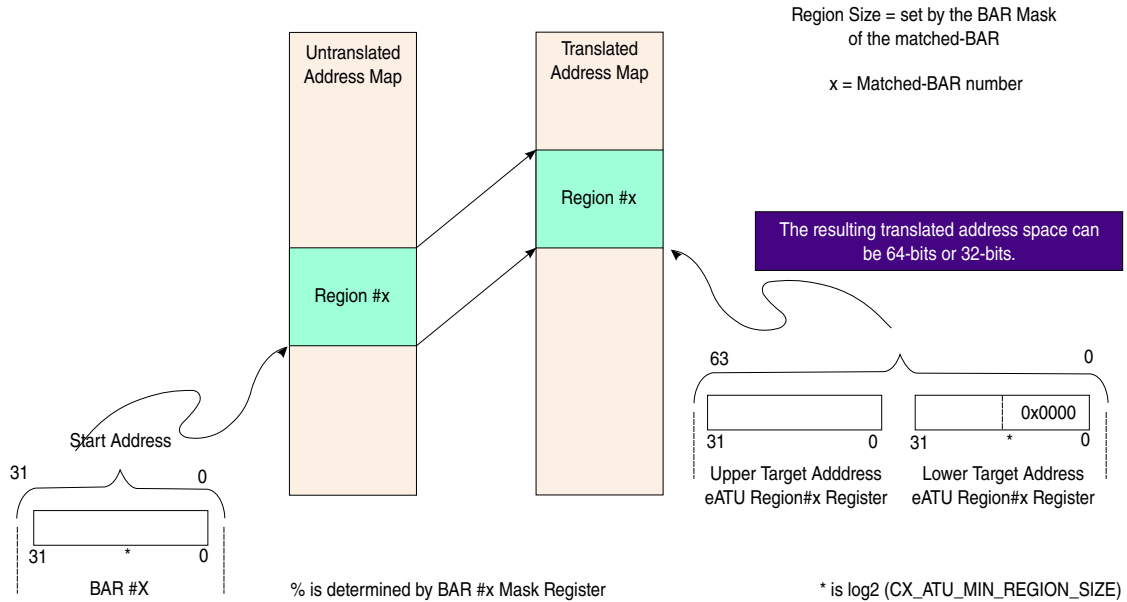 Region Size = set by the BAR Mask
of the matched-BAR
x = Matched-BAR number
Untranslated
Address Map
Translated
Address Map
Region #x
Region #x
The resulting translated address space can
be 64-bits or 32-bits.
Start Address
31
0
31
*
0
BAR #X
63
0
31
0
Upper Target Adddress
eATU Region#x Register
0x0000
31
*
0
Lower Target Address
eATU Region#x Register
% is determined by BAR #x Mask Register
* is log2 (CX_ATU_MIN_REGION_SIZE)